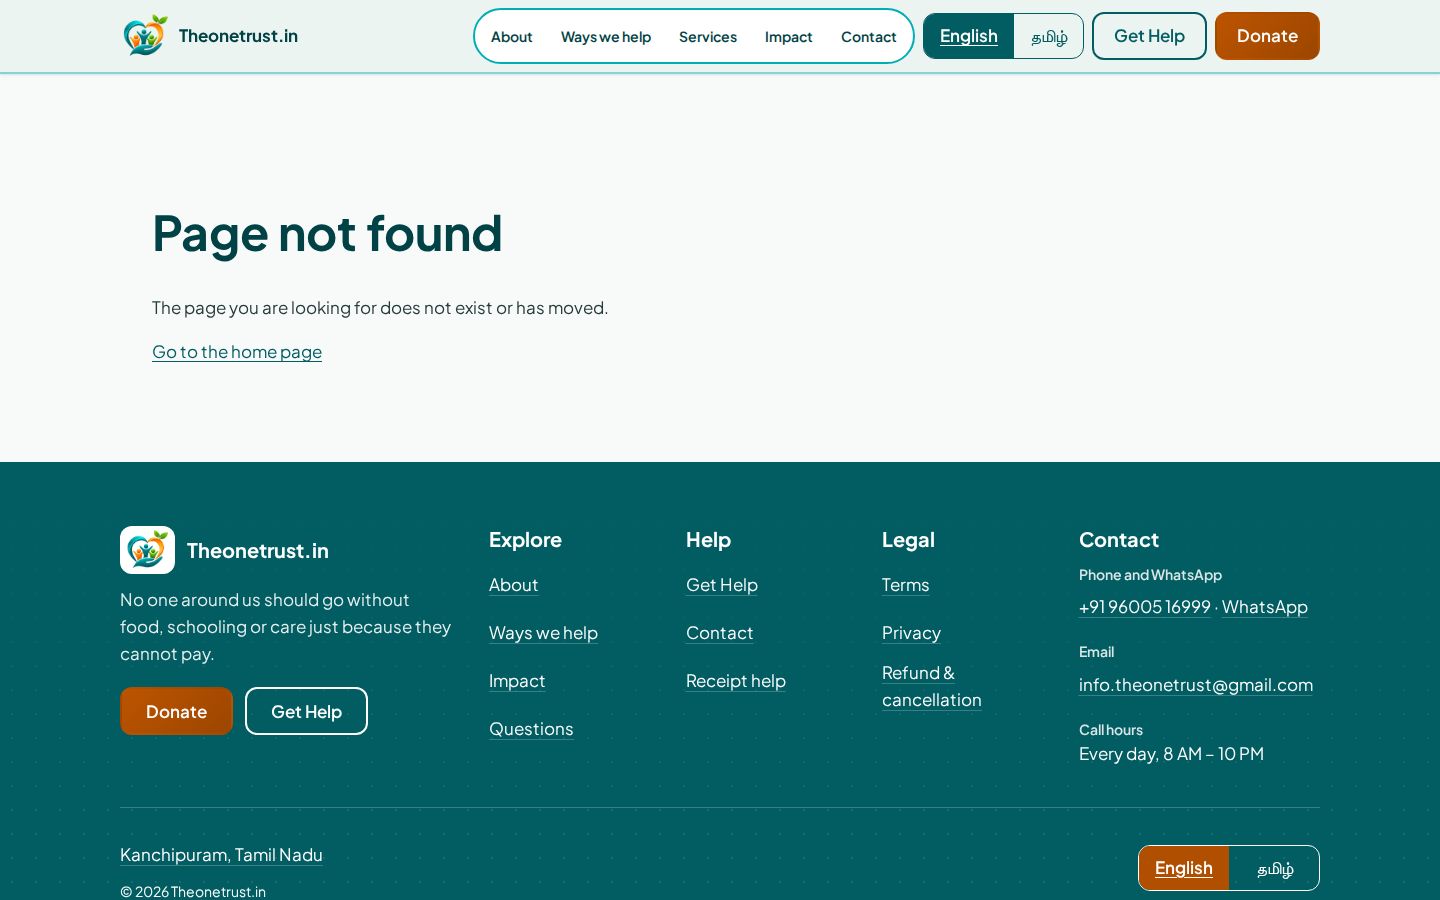 Theonetrust.in
About
Ways we help
Services
Impact
Contact
English
தமிழ்
Get Help
Donate
Page not found
The page you are looking for does not exist or has moved.
Go to the home page
Theonetrust.in
No one around us should go without
food, schooling or care just because they
cannot pay.
Donate
Get Help
Explore
About
Ways we help
Impact
Questions
Help
Get Help
Contact
Receipt help
Legal
Terms
Privacy
Refund &
cancellation
Contact
Phone and WhatsApp
+91 96005 16999 · WhatsApp
Email
info.theonetrust@gmail.com
Call hours
Every day, 8 AM – 10 PM
Kanchipuram, Tamil Nadu
© 2026 Theonetrust.in
English
தமிழ்